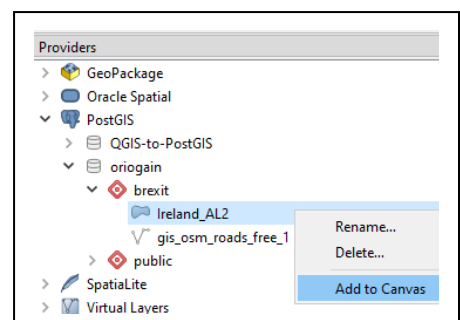 Providers
GeoPackage
Oracle Spatial
PostGIS
QGIS-to-PostGIS
oriogain
brexit
Ireland_AL2
gis_osm_roads_free_1
public
SpatiaLite
Virtual Layers
Rename...
Delete...
Add to Canvas